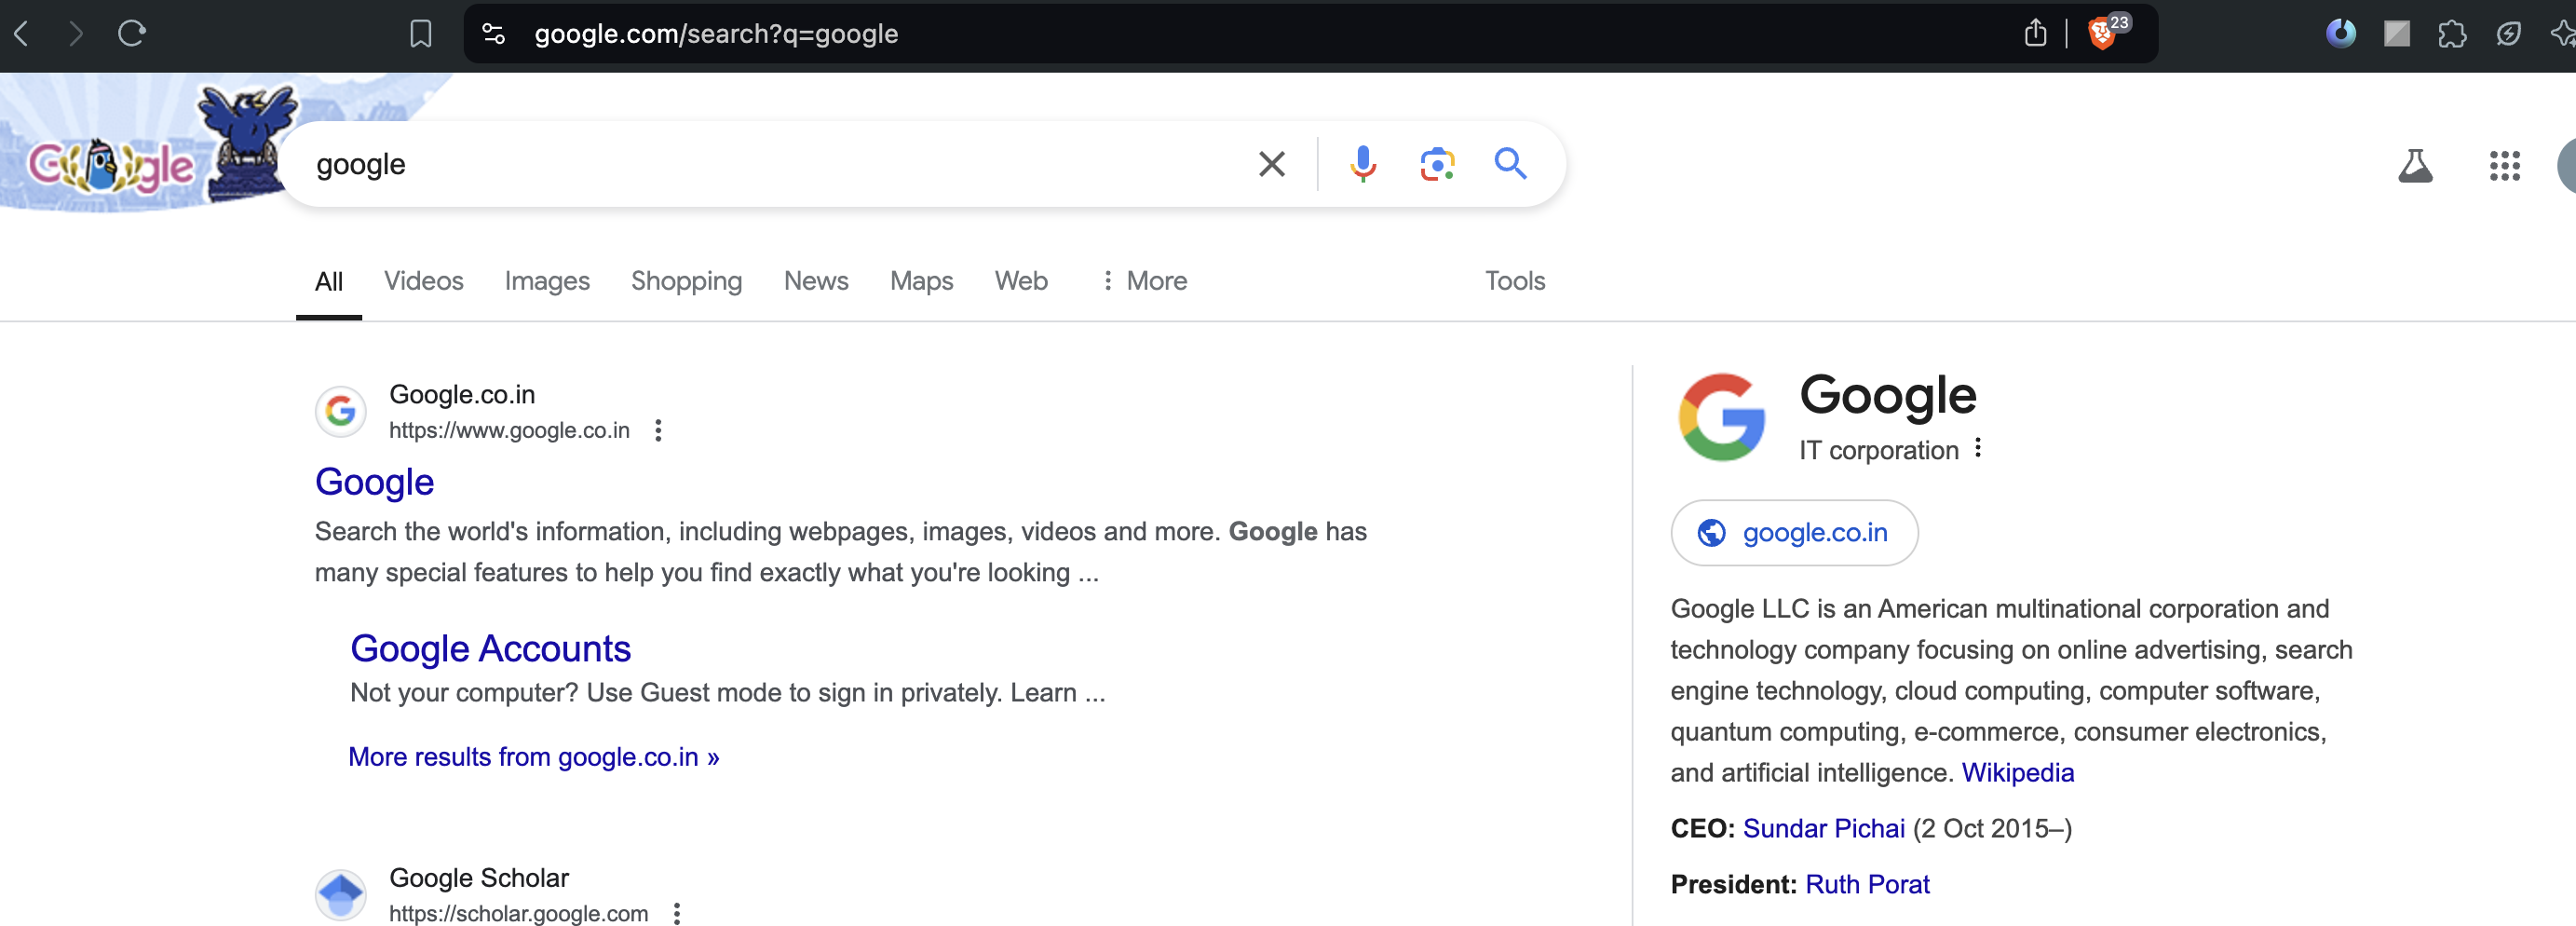 google.com/search?q=google
23
Google
google
All Videos Images Shopping News Maps Web More Tools
Google.co.in
https://www.google.co.in
Google
Search the world's information, including webpages, images, videos and more. Google has
many special features to help you find exactly what you're looking ...
Google Accounts
Not your computer? Use Guest mode to sign in privately. Learn ...
More results from google.co.in »
Google Scholar
https://scholar.google.com
Google
IT corporation
google.co.in
Google LLC is an American multinational corporation and
technology company focusing on online advertising, search
engine technology, cloud computing, computer software,
quantum computing, e-commerce, consumer electronics,
and artificial intelligence. Wikipedia
CEO: Sundar Pichai (2 Oct 2015–)
President: Ruth Porat